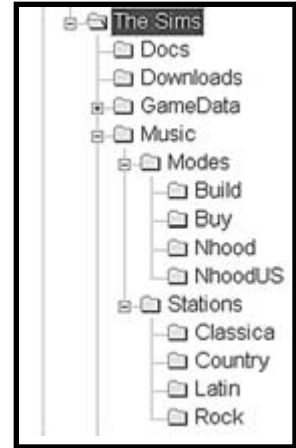 The Sims
Docs
Downloads
GameData
Music
Modes
Build
Buy
Nhood
NhoodUS
Stations
Classica
Country
Latin
Rock